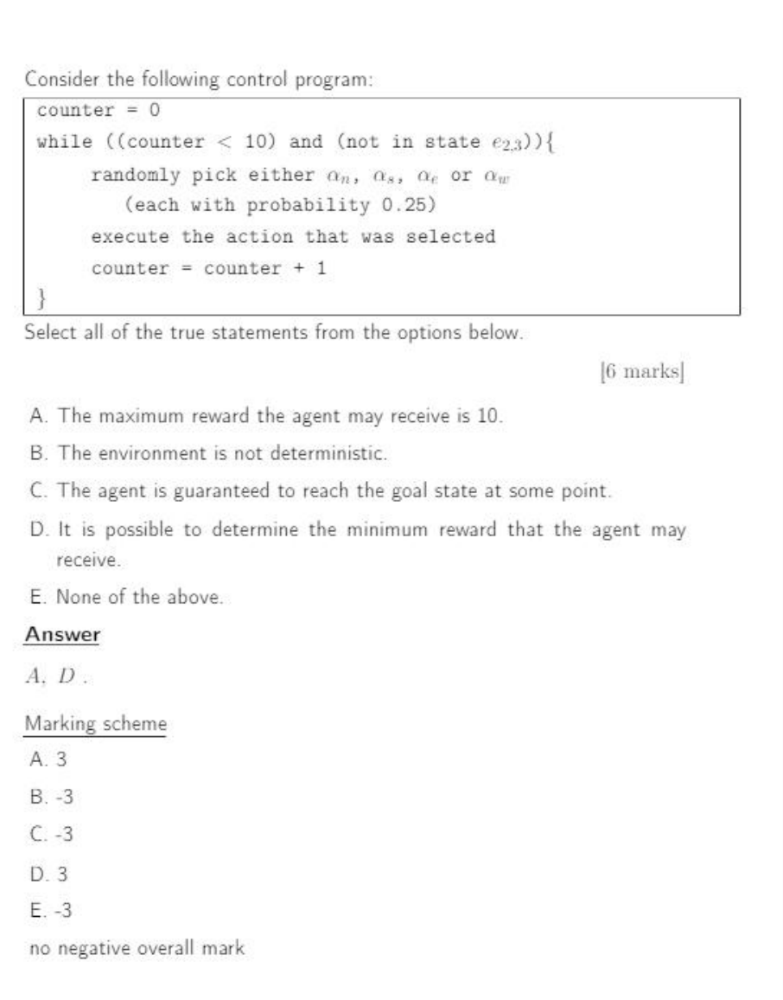 Consider the following control program:
counter = 0
while ((counter < 10) and (not in state e2,3)){
randomly pick either αn, αs, αe or αw
(each with probability 0.25)
execute the action that was selected
counter = counter + 1
}
Select all of the true statements from the options below.
[6 marks]
A. The maximum reward the agent may receive is 10.
B. The environment is not deterministic.
C. The agent is guaranteed to reach the goal state at some point.
D. It is possible to determine the minimum reward that the agent may
receive.
E. None of the above.
Answer
A, D .
Marking scheme
A. 3
B. -3
C. -3
D. 3
E. -3
no negative overall mark